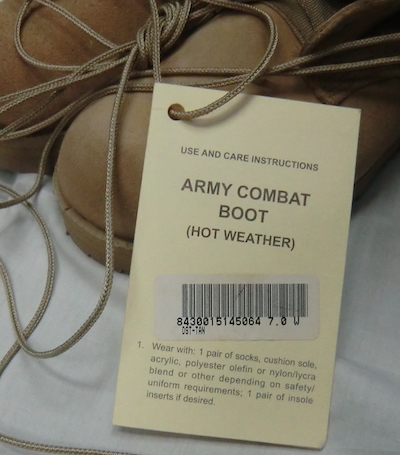 USE AND CARE INSTRUCTIONS
ARMY COMBAT
BOOT
(HOT WEATHER)
8430015145064 7.0 W
DST-TAN
1. Wear with: 1 pair of socks, cushion sole,
acrylic, polyester olefin or nylon/lycra
blend or other depending on safety/
uniform requirements; 1 pair of insole
inserts if desired.